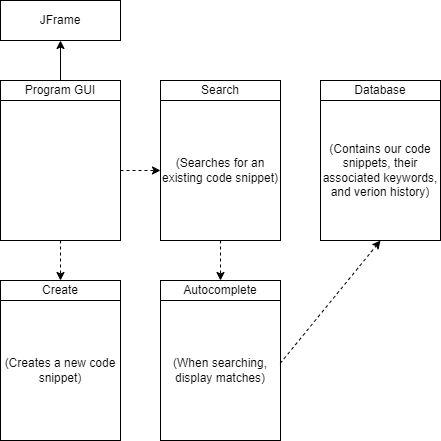 JFrame
Program GUI
Search
Database
(Searches for an
existing code snippet)
(Contains our code
snippets, their
associated keywords,
and verion history)
Create
Autocomplete
(Creates a new code
snippet)
(When searching,
display matches)